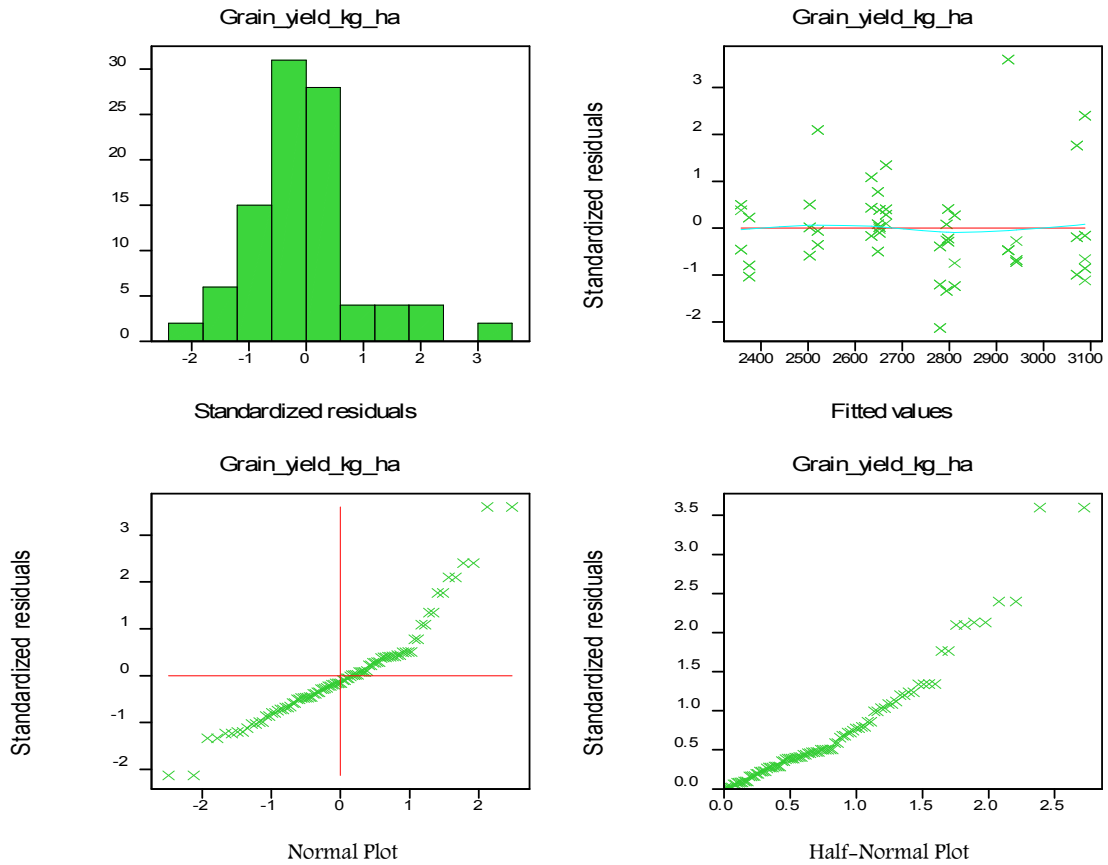 Grain_yield_kg_ha
30
25
20
15
10
5
0
-2 -1 0 1 2 3
Standardized residuals
Grain_yield_kg_ha
Standardized residuals
3
2
1
0
-1
-2
2400 2500 2600 2700 2800 2900 3000 3100
Fitted values
Grain_yield_kg_ha
Standardized residuals
3
2
1
0
-1
-2
-2 -1 0 1 2
Normal Plot
Grain_yield_kg_ha
Standardized residuals
3.5
3.0
2.5
2.0
1.5
1.0
0.5
0.0
0.0 0.5 1.0 1.5 2.0 2.5
Half-Normal Plot